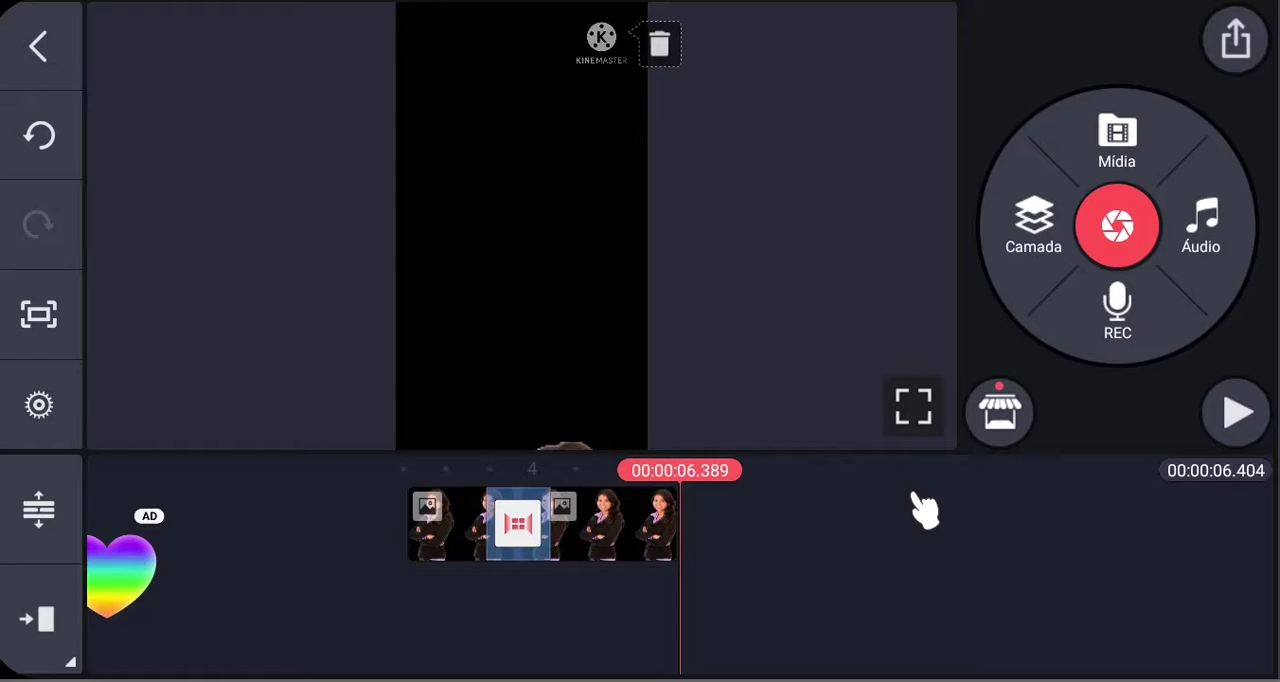 KINEMASTER
Mídia
Camada
Áudio
REC
4
00:00:06.389
00:00:06.404
AD